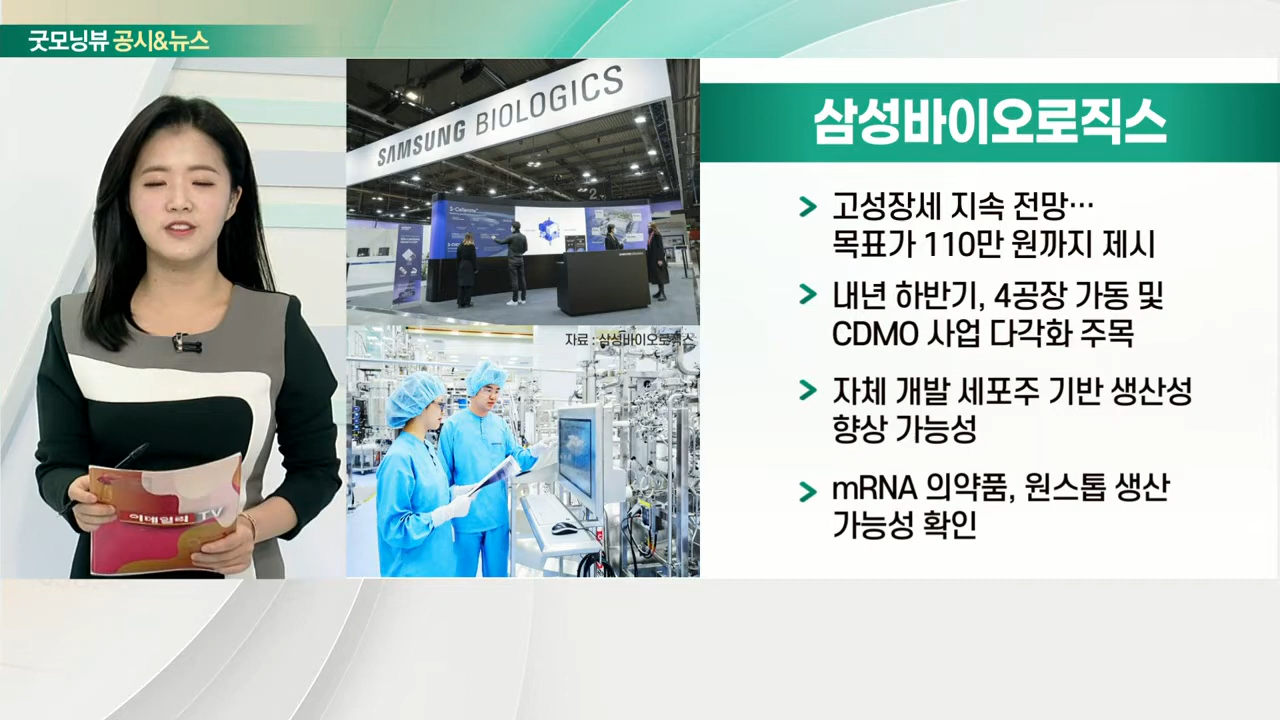 굿모닝뷰 공시&뉴스
SAMSUNG BIOLOGICS
S-Cellerate
자료 : 삼성바이오로직스
이데일리 TV
삼성바이오로직스
고성장세 지속 전망…
목표가 110만 원까지 제시
내년 하반기, 4공장 가동 및
CDMO 사업 다각화 주목
자체 개발 세포주 기반 생산성
향상 가능성
mRNA 의약품, 원스톱 생산
가능성 확인